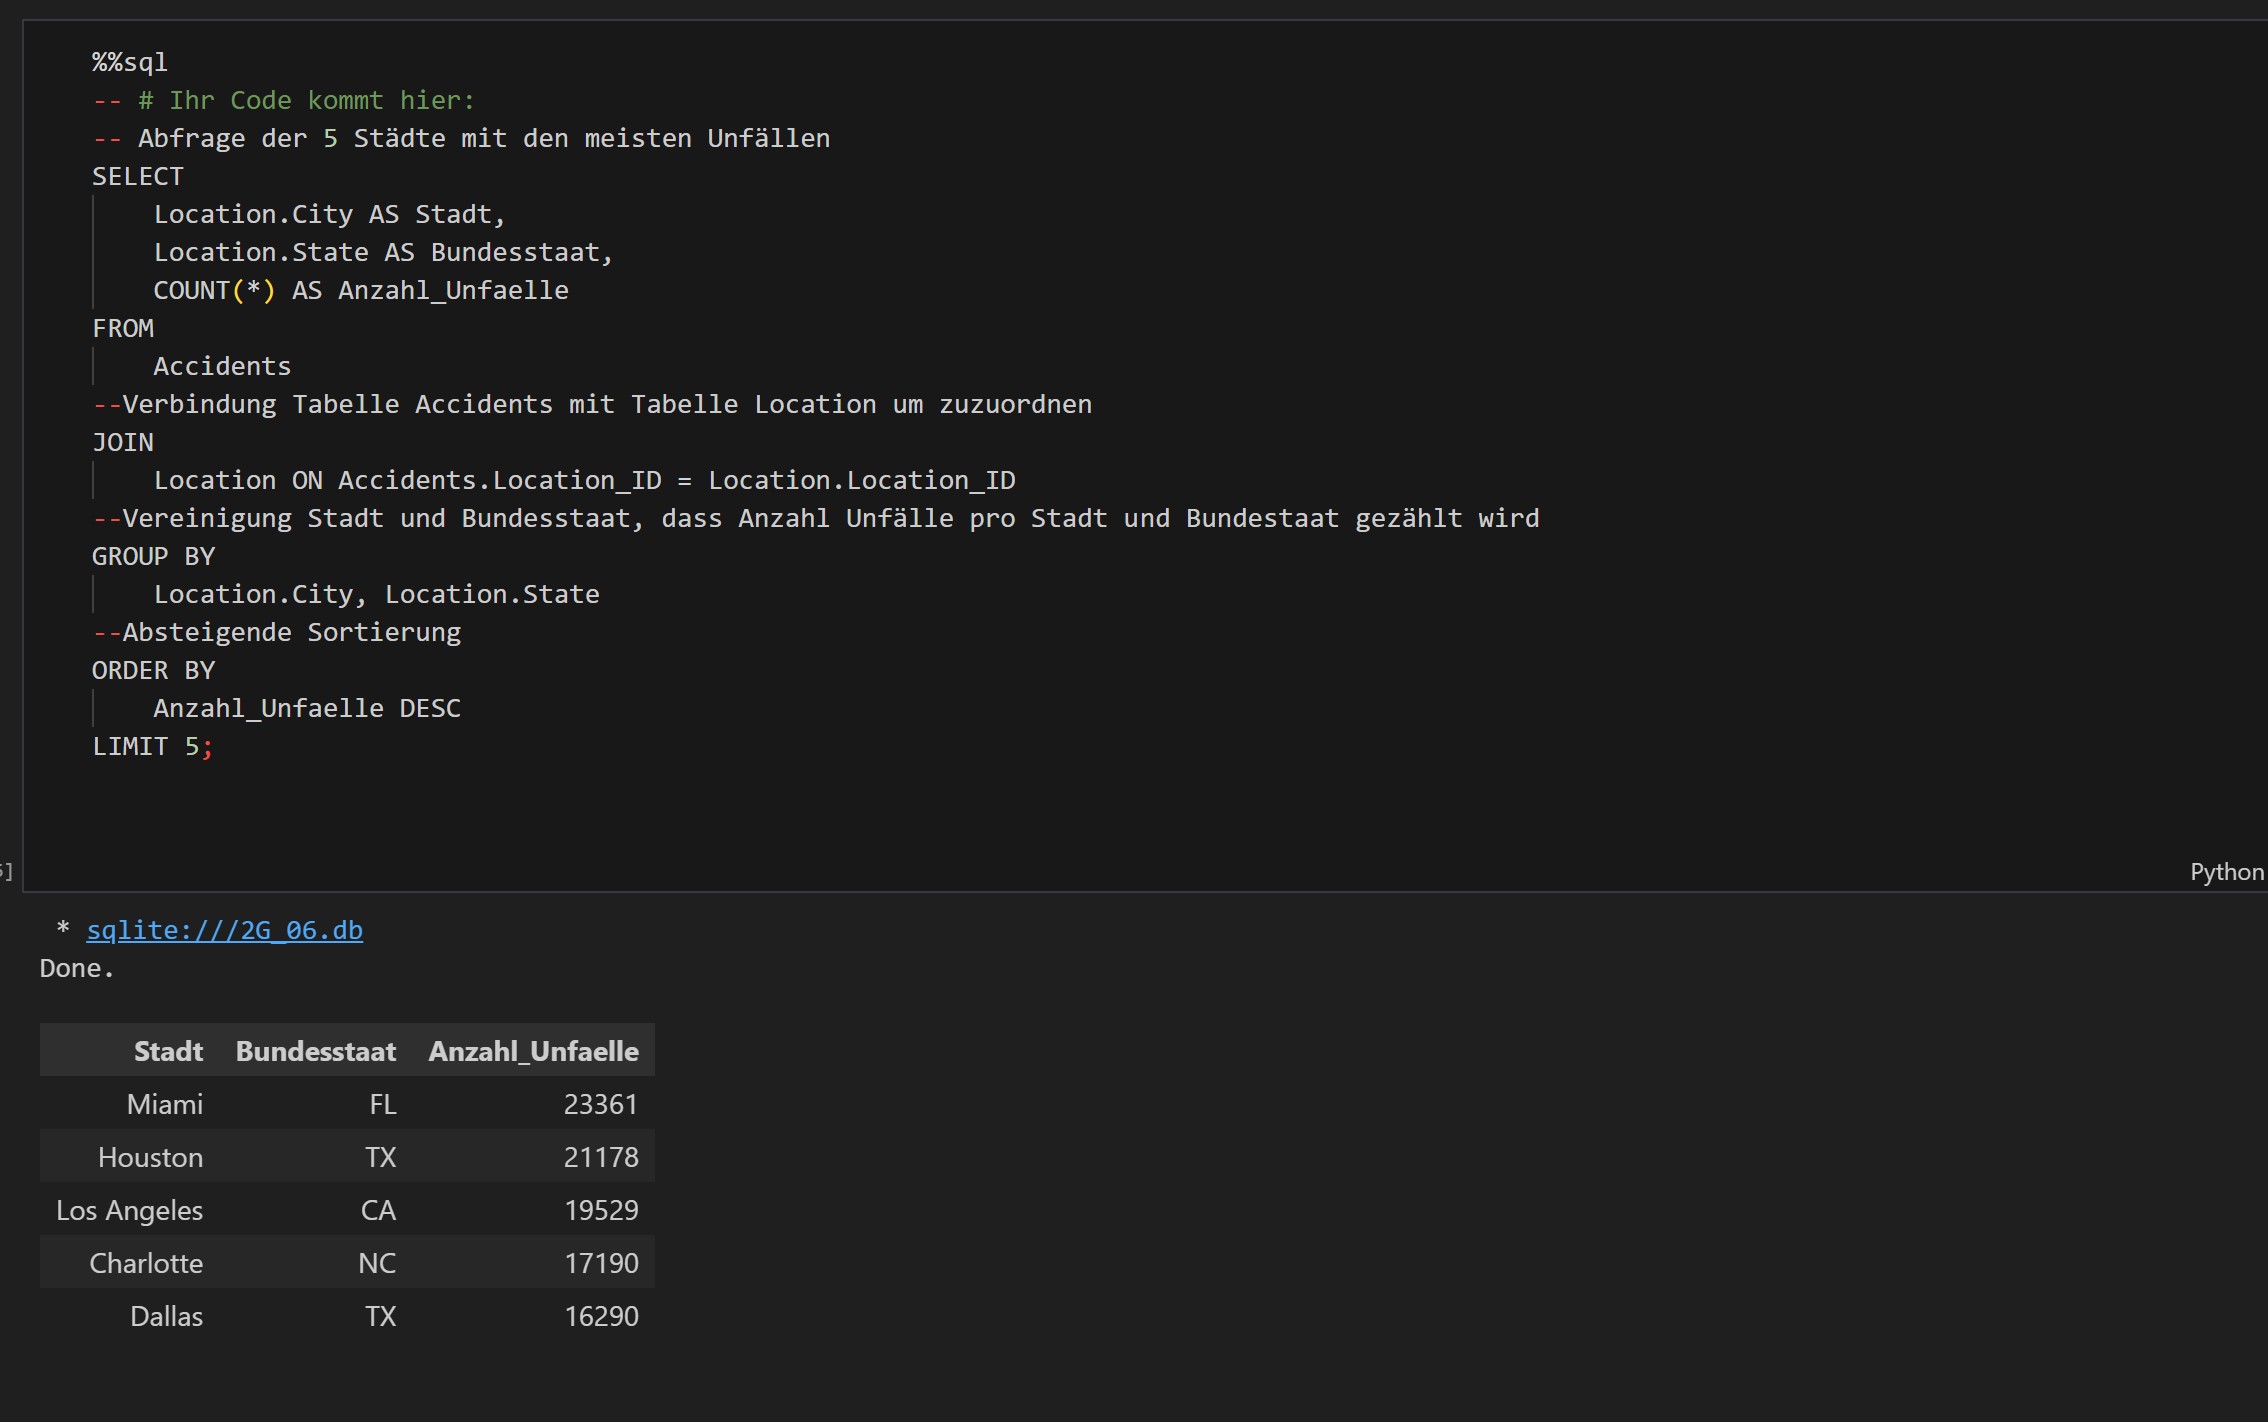 %%sql
-- # Ihr Code kommt hier:
-- Abfrage der 5 Städte mit den meisten Unfällen
SELECT
    Location.City AS Stadt,
    Location.State AS Bundesstaat,
    COUNT(*) AS Anzahl_Unfaelle
FROM
    Accidents
--Verbindung Tabelle Accidents mit Tabelle Location um zuzuordnen
JOIN
    Location ON Accidents.Location_ID = Location.Location_ID
--Vereinigung Stadt und Bundesstaat, dass Anzahl Unfälle pro Stadt und Bundestaat gezählt wird
GROUP BY
    Location.City, Location.State
--Absteigende Sortierung
ORDER BY
    Anzahl_Unfaelle DESC
LIMIT 5;
Python
* sqlite:///2G_06.db
Done.
Stadt Bundesstaat Anzahl_Unfaelle
Miami FL 23361
Houston TX 21178
Los Angeles CA 19529
Charlotte NC 17190
Dallas TX 16290